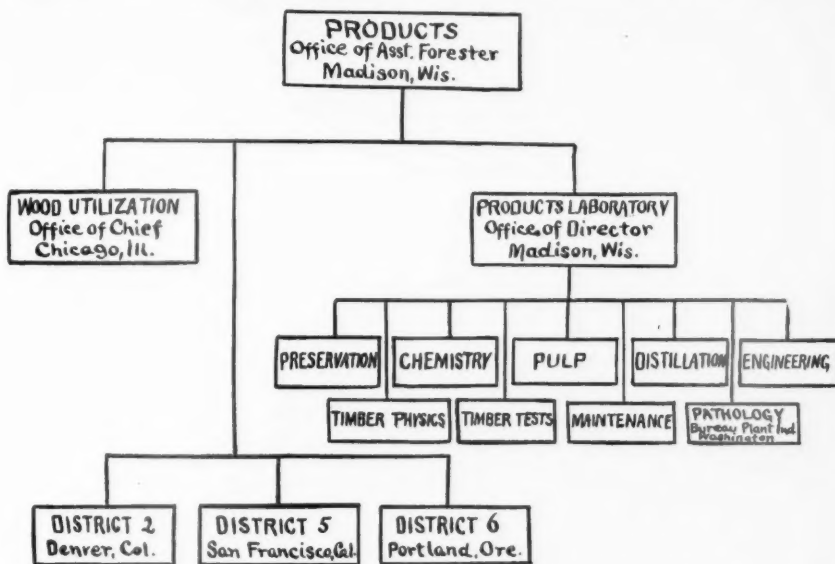 PRODUCTS
Office of Asst. Forester
Madison, Wis.
WOOD UTILIZATION
Office of Chief
Chicago, Ill.
PRODUCTS LABORATORY
Office of Director
Madison, Wis.
PRESERVATION
CHEMISTRY
PULP
DISTILLATION
ENGINEERING
TIMBER PHYSICS
TIMBER TESTS
MAINTENANCE
PATHOLOGY
Bureau Plant Ind
Washington
DISTRICT 2
Denver, Col.
DISTRICT 5
San Francisco, Cal.
DISTRICT 6
Portland, Ore.